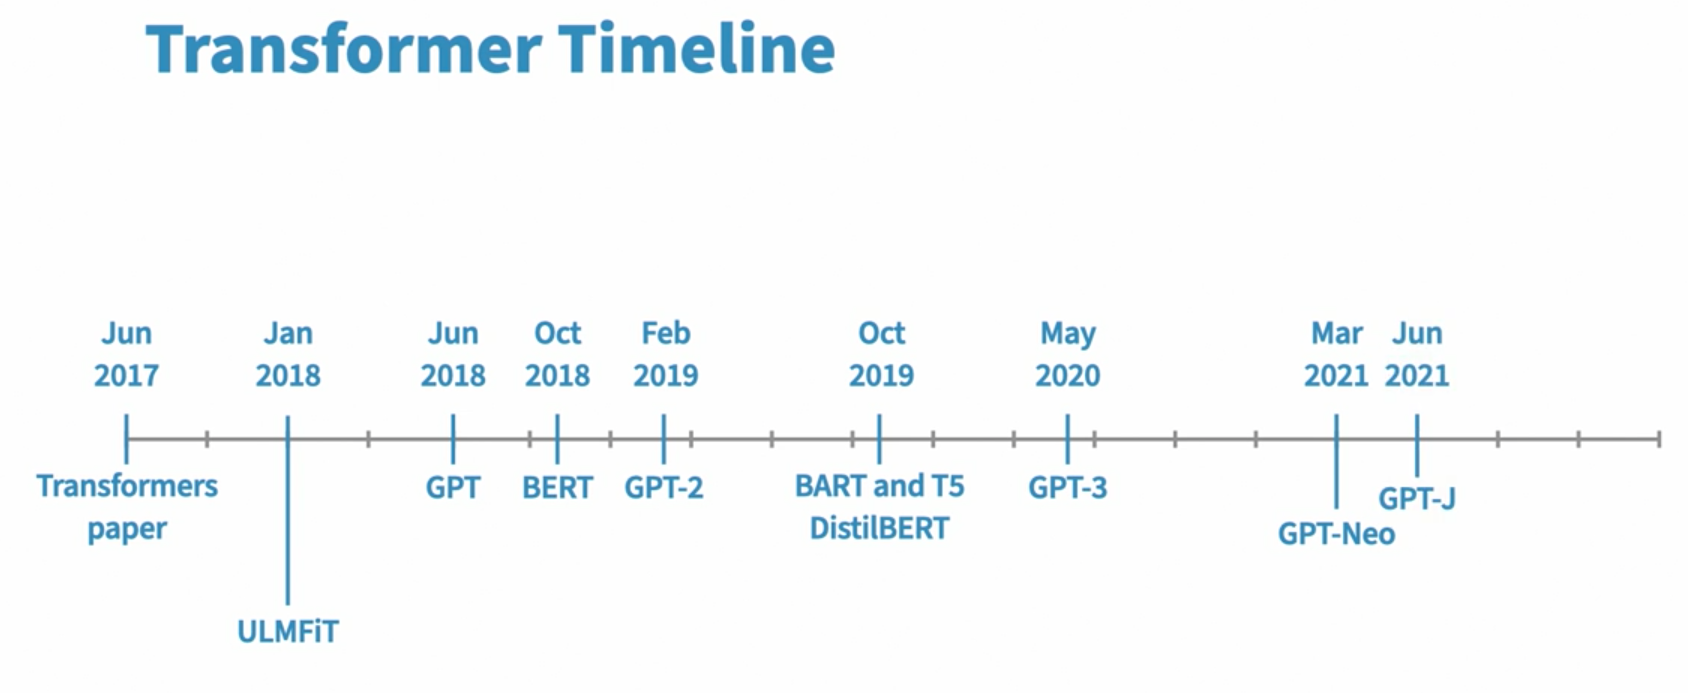 Transformer Timeline
Jun
2017
Jan
2018
Jun
2018
Oct
2018
Feb
2019
Oct
2019
May
2020
Mar
2021
Jun
2021
Transformers
paper
ULMFiT
GPT
BERT
GPT-2
BART and T5
DistilBERT
GPT-3
GPT-Neo
GPT-J